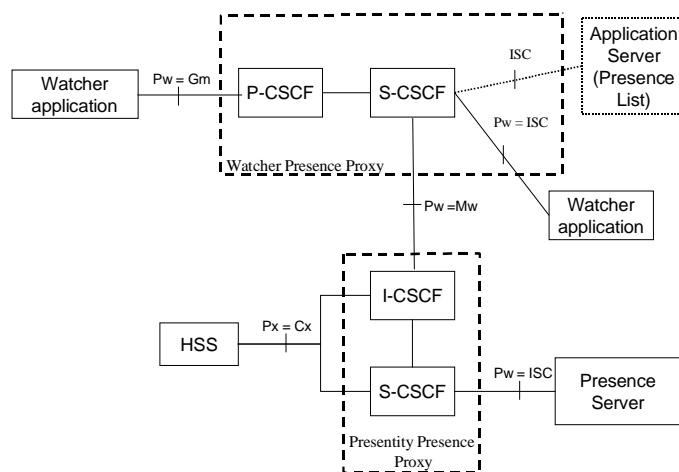 ISC
Application
Server
(Presence
List)
Watcher
application
Pw = Gm
P-CSCF
S-CSCF
Pw = ISC
Watcher Presence Proxy
Watcher
application
Pw =Mw
I-CSCF
HSS
Px = Cx
S-CSCF
Pw = ISC
Presence
Server
Presentity Presence
Proxy